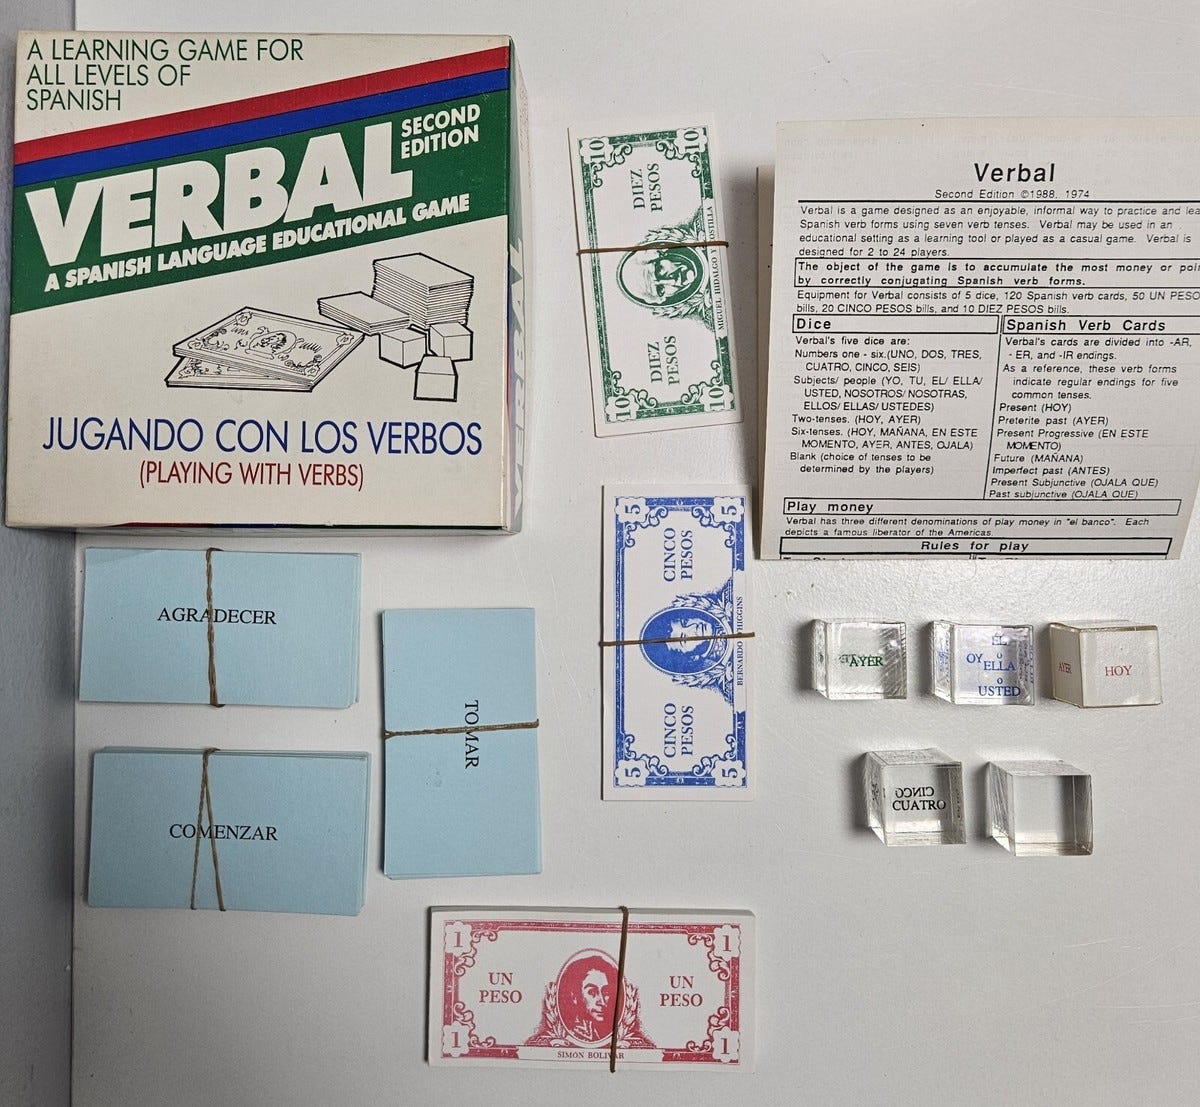 A LEARNING GAME FOR
ALL LEVELS OF
SPANISH
VERBAL
SECOND
EDITION
A SPANISH LANGUAGE EDUCATIONAL GAME
JUGANDO CON LOS VERBOS
(PLAYING WITH VERBS)
10
10
DIEZ
PESOS
MIGUEL HIDALGO Y
DIEZ
PESOS
10
10
Verbal
Second Edition ©1988, 1974
Verbal is a game designed as an enjoyable, informal way to practice and
Spanish verb forms using seven verb tenses. Verbal may be used in an
educational setting as a learning tool or played as a casual game. Verbal is
designed for 2 to 24 players.
The object of the game is to accumulate the most money or
by correctly conjugating Spanish verb forms.
Equipment for Verbal consists of 5 dice, 120 Spanish verb cards, 50 UN PESO
bills, 20 CINCO PESOS bills, and 10 DIEZ PESOS bills.
Dice
Verbal's five dice are:
Numbers one - six.(UNO, DOS, TRES,
CUATRO, CINCO, SEIS)
Subjects/ people (YO, TU, EL/ ELLA/
USTED, NOSOTROS/ NOSOTRAS,
ELLOS/ ELLAS/ USTEDES)
Two-tenses. (HOY, AYER)
Six-tenses. (HOY, MAÑANA, EN ESTE
MOMENTO, AYER, ANTES, OJALA)
Blank (choice of tenses to be
determined by the players)
Spanish Verb Cards
Verbal's cards are divided into -AR,
- ER, and -IR endings.
As a reference, these verb forms
indicate regular endings for five
common tenses.
Present (HOY)
Preterite past (AYER)
Present Progressive (EN ESTE
MOMENTO)
Future (MAÑANA)
Imperfect past (ANTES)
Present Subjunctive (OJALA QUE)
Past subjunctive (OJALA QUE)
Play money
Verbal has three different denominations of play money in "el banco". Each
depicts a famous liberator of the Americas.
Rules for play
5
5
CINCO
PESOS
BERNARDO
CINCO
PESOS
5
5
AGRADECER
TOMAR
COMENZAR
AYER
EL
o
ELLA
o
USTED
AYER
HOY
CINCO
CUATRO
1
1
UN
PESO
UN
PESO
SIMON BOLIVAR
1
1